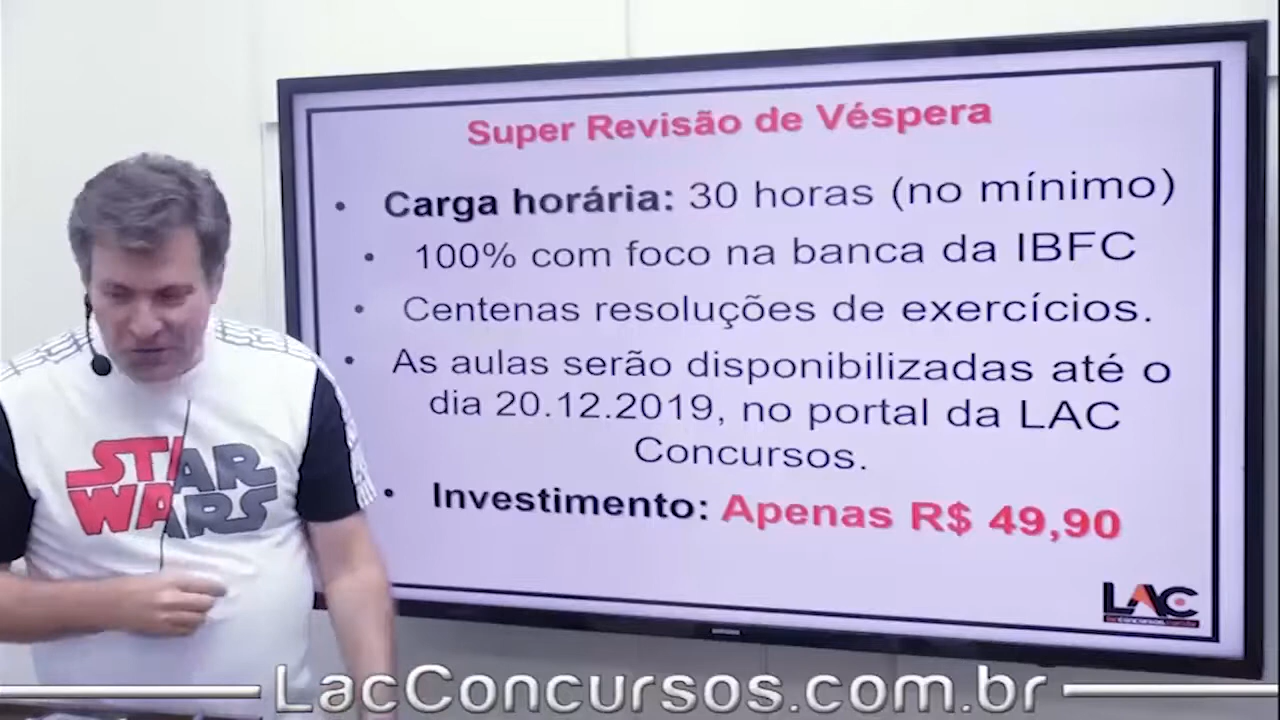 Super Revisão de Véspera
• Carga horária: 30 horas (no mínimo)
• 100% com foco na banca da IBFC
• Centenas resoluções de exercícios.
• As aulas serão disponibilizadas até o
dia 20.12.2019, no portal da LAC
Concursos.
• Investimento: Apenas R$ 49,90
STAR
WARS
LAC
LacConcursos.com.br